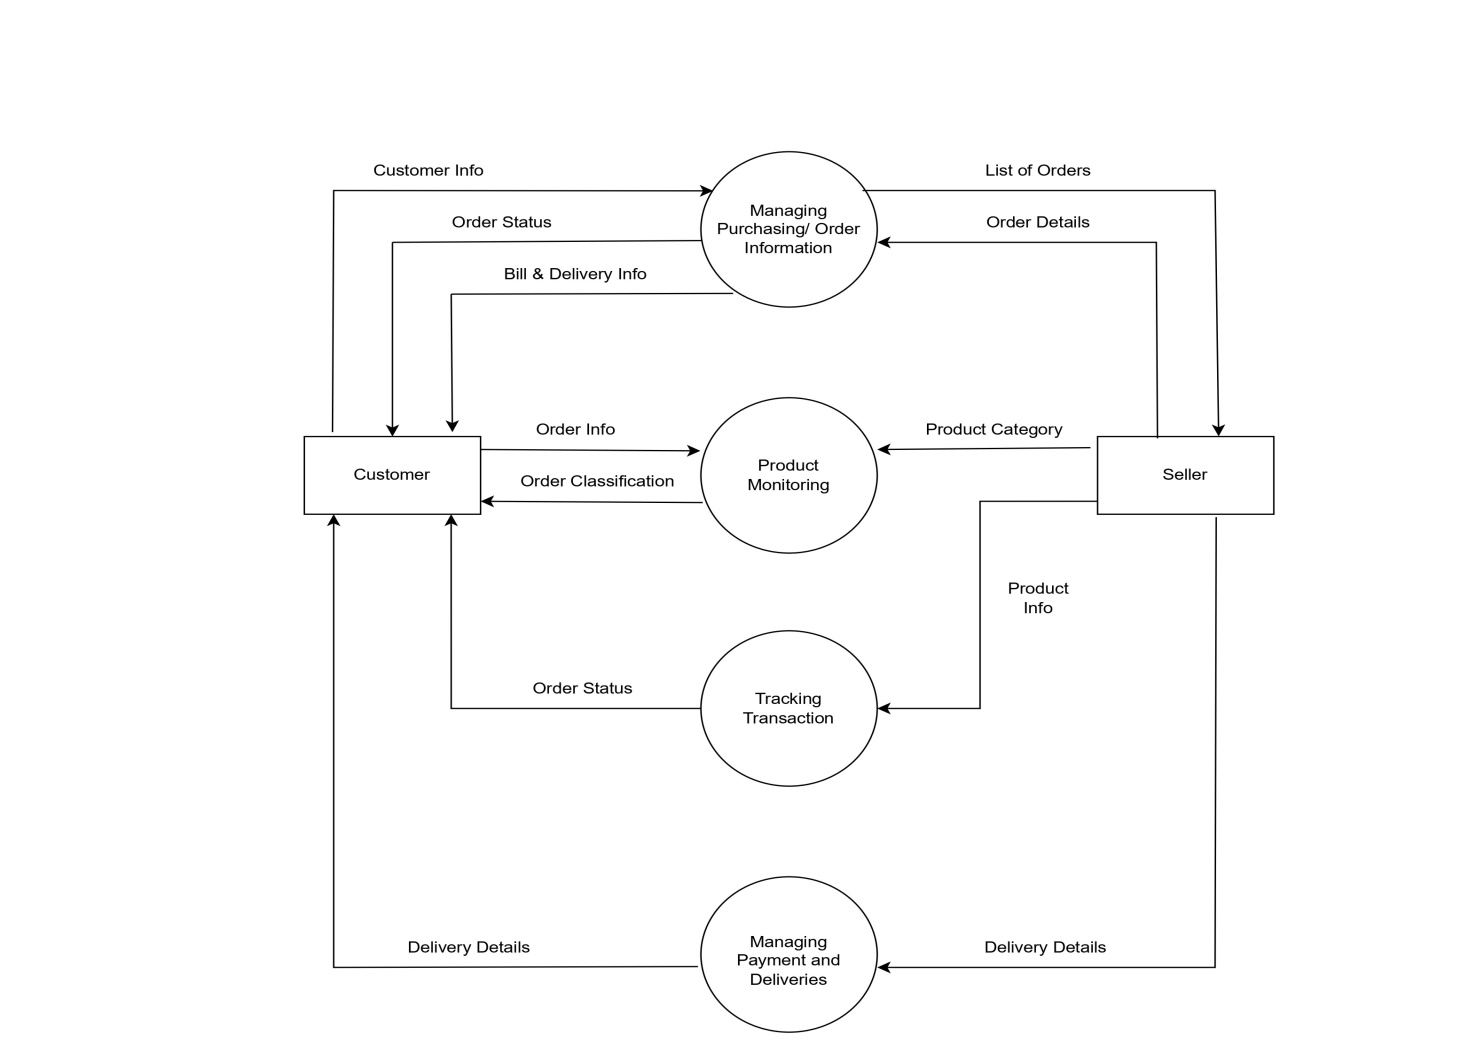 Customer Info
List of Orders
Managing
Purchasing/ Order
Information
Order Status
Order Details
Bill & Delivery Info
Order Info
Product Category
Customer
Product
Monitoring
Seller
Order Classification
Product
Info
Order Status
Tracking
Transaction
Delivery Details
Managing
Payment and
Deliveries
Delivery Details